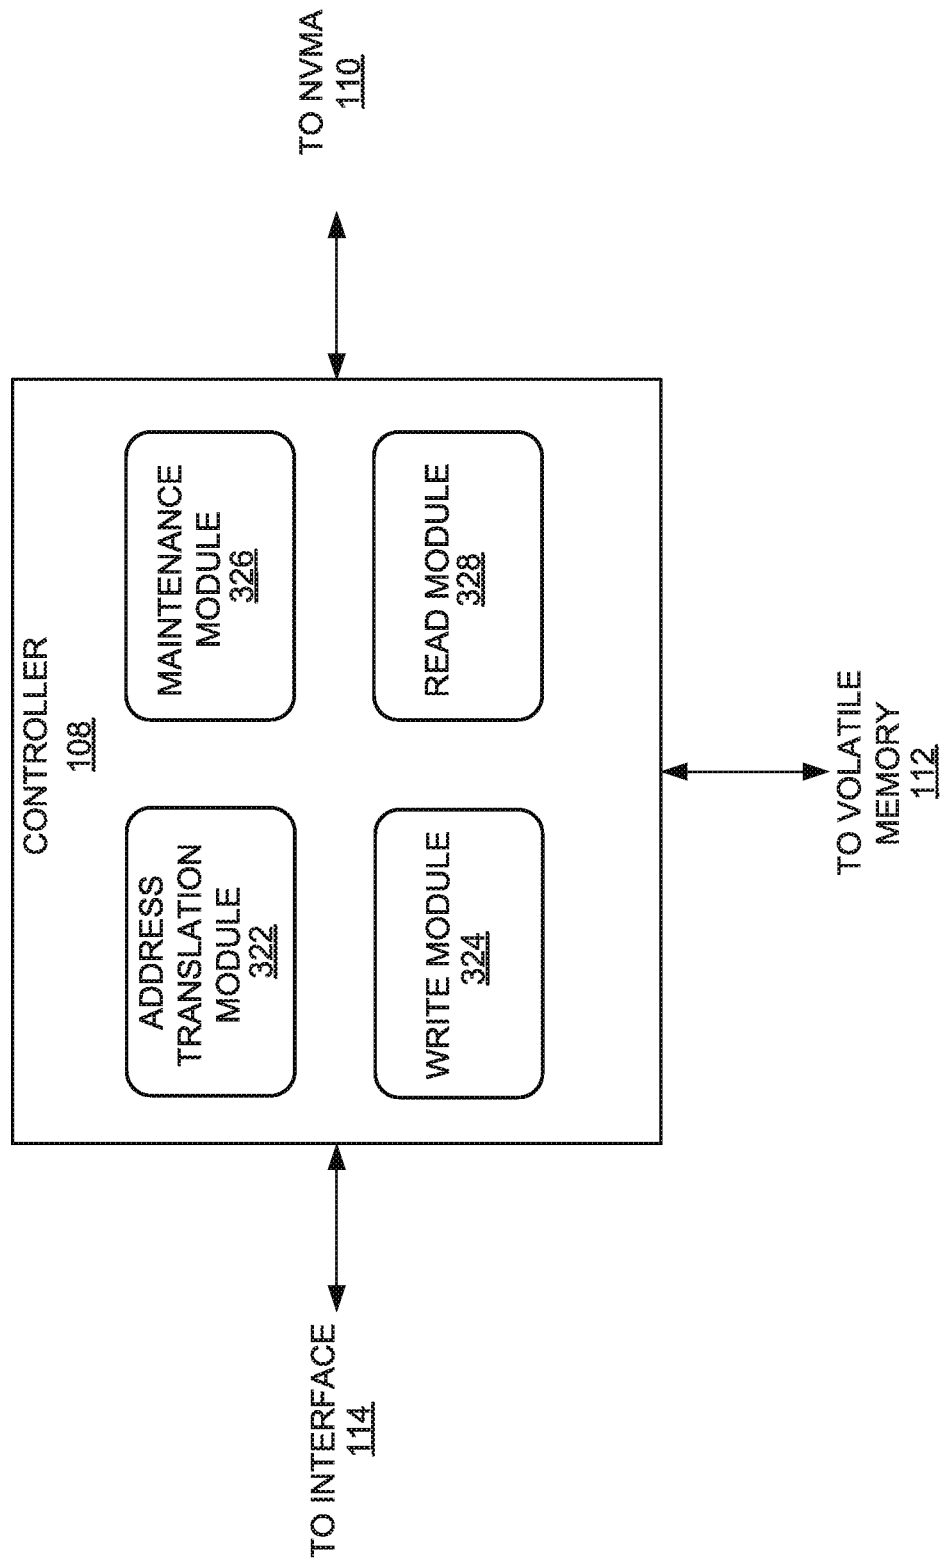 CONTROLLER
108
ADDRESS
TRANSLATION
MODULE
322
MAINTENANCE
MODULE
326
WRITE MODULE
324
READ MODULE
328
TO INTERFACE
114
TO NVMA
110
TO VOLATILE
MEMORY
112